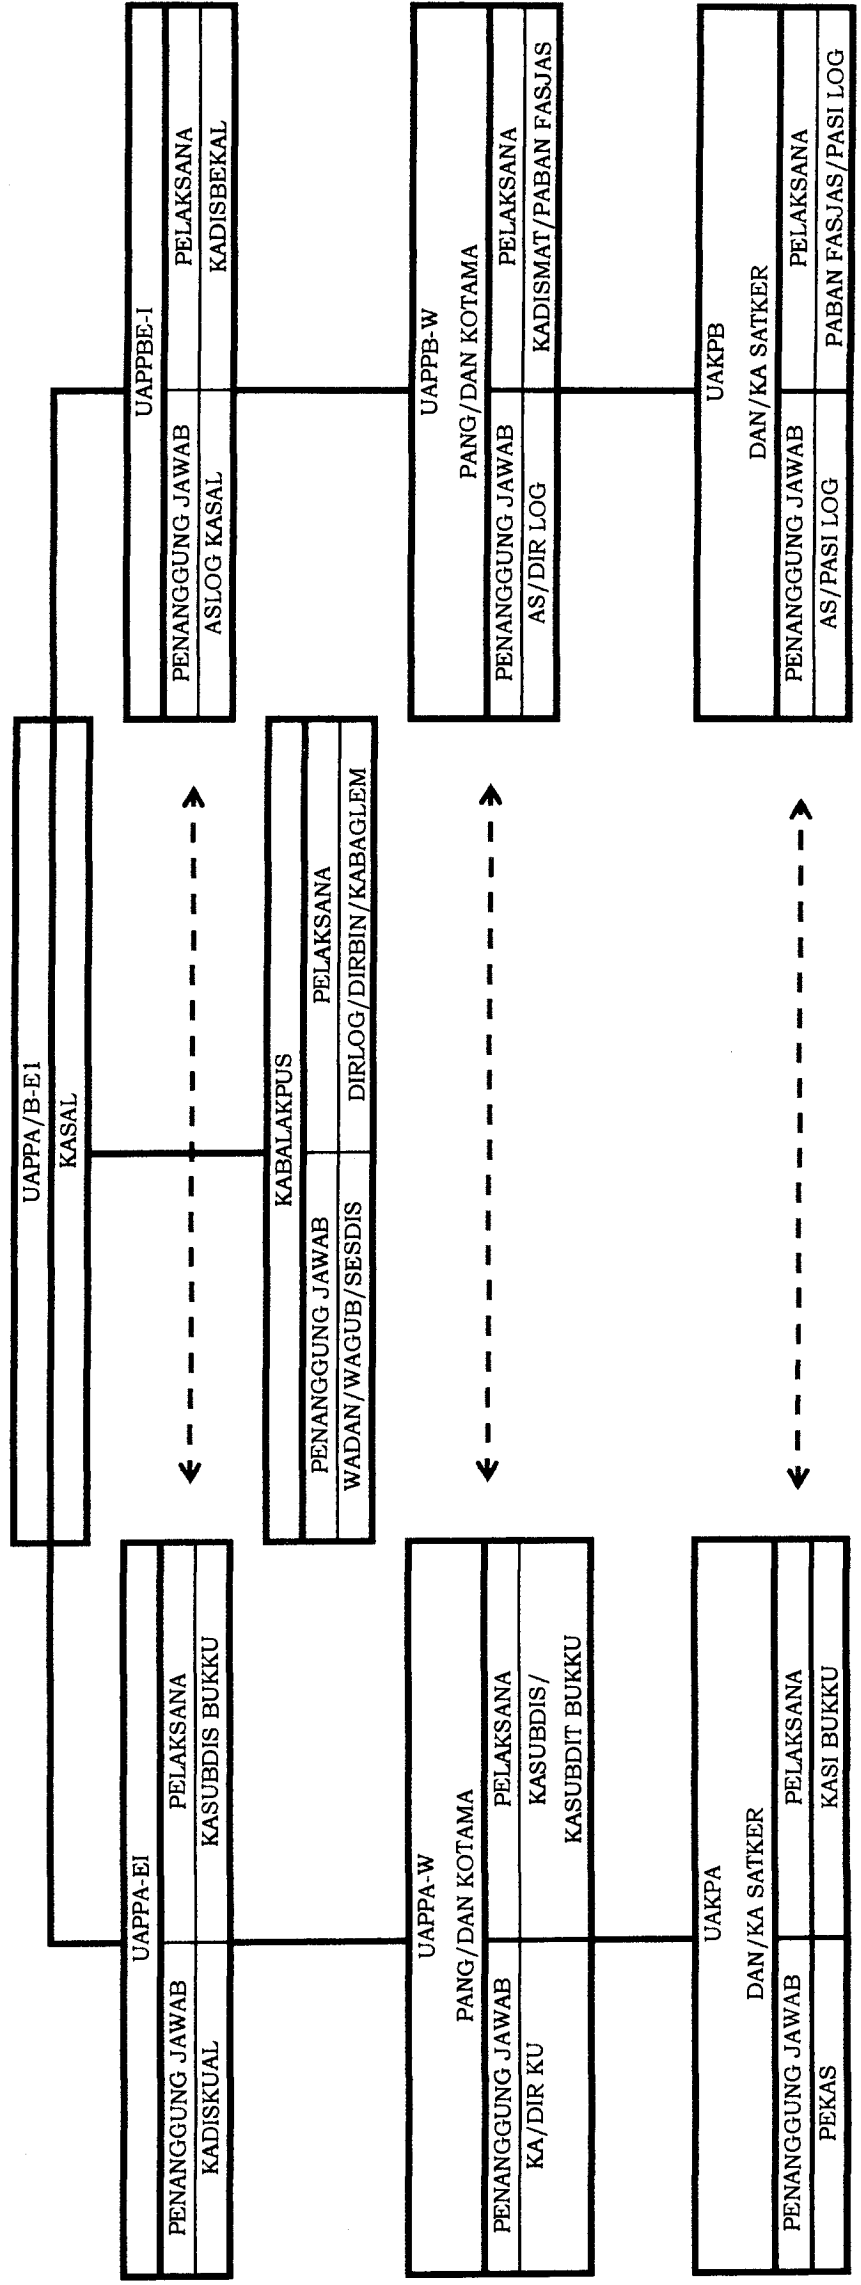 UAPPA/B-E1
KASAL
UAPPA-EI
PENANGGUNG JAWAB
PELAKSANA
KADISKUAL
KASUBDIS BUKKU
UAPPBE-I
PENANGGUNG JAWAB
PELAKSANA
ASLOG KASAL
KADISBEKAL
KABALAKPUS
PENANGGUNG JAWAB
PELAKSANA
WADAN/WAGUB/SESDIS
DIRLOG/DIRBIN/KABAGLEM
UAPPA-W
PANG/DAN KOTAMA
PENANGGUNG JAWAB
PELAKSANA
KA/DIR KU
KASUBDIS/
KASUBDIT BUKKU
UAPPB-W
PANG/DAN KOTAMA
PENANGGUNG JAWAB
PELAKSANA
AS/DIR LOG
KADISMAT/PABAN FASJAS
UAKPA
DAN/KA SATKER
PENANGGUNG JAWAB
PELAKSANA
PEKAS
KASI BUKKU
UAKPB
DAN/KA SATKER
PENANGGUNG JAWAB
PELAKSANA
AS/PASI LOG
PABAN FASJAS/PASI LOG